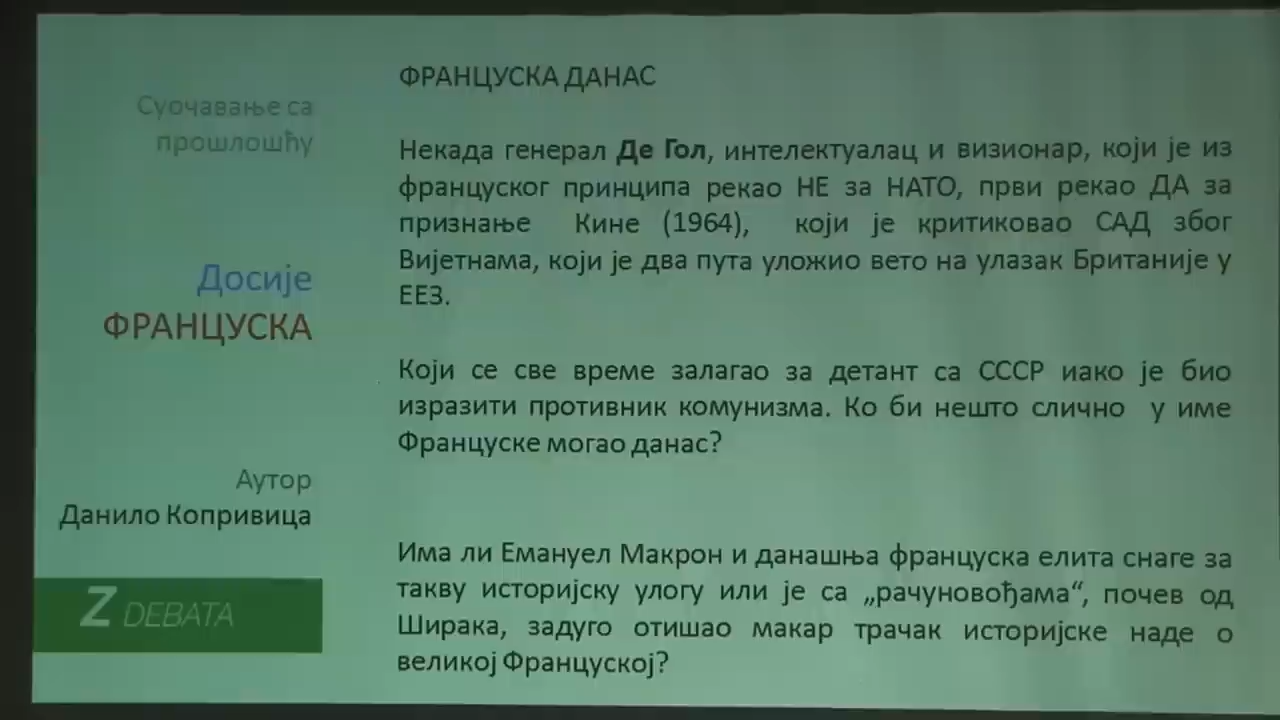 Суочавање са
прошлошћу
Досије
ФРАНЦУСКА
Аутор
Данило Копривица
Z DEBATA
ФРАНЦУСКА ДАНАС
Некада генерал Де Гол, интелектуалац и визионар, који је из
француског принципа рекао НЕ за НАТО, први рекао ДА за
признање Кине (1964), који је критиковао САД због
Вијетнама, који је два пута уложио вето на улазак Британије у
ЕЕЗ.
Који се све време залагао за детант са СССР иако је био
изразити противник комунизма. Ко би нешто слично у име
Француске могао данас?
Има ли Емануел Макрон и данашња француска елита снаге за
такву историјску улогу или је са „рачуновођама“, почев од
Ширака, задуго отишао макар трачак историјске наде о
великој Француској?